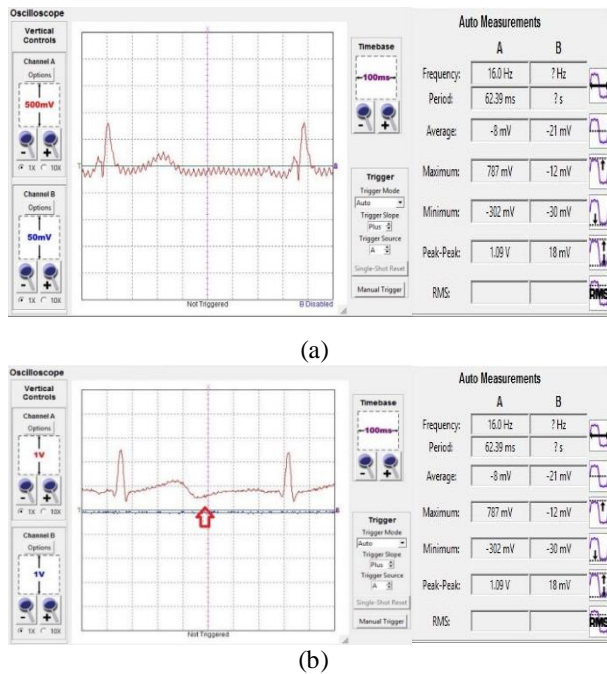 Oscilloscope
Vertical
Controls
Channel A
Options
500mV
- +
1X 10X
Channel B
Options
50mV
- +
1X 10X
T
B
Not Triggered
B Disabled
Timebase
100ms
- +
Trigger
Trigger Mode
Auto
Trigger Slope
Plus
Trigger Source
A
Single-Shot Reset
Manual Trigger
Auto Measurements
A B
Frequency: 16.0 Hz ? Hz
Period: 62.39 ms ? s
Average: -8 mV -21 mV
Maximum: 787 mV -12 mV
Minimum: -302 mV -30 mV
Peak-Peak: 1.09 V 18 mV
RMS:
RMS
(a)
Oscilloscope
Vertical
Controls
Channel A
Options
1V
- +
1X 10X
Channel B
Options
1V
- +
1X 10X
T
B
Not Triggered
Timebase
100ms
- +
Trigger
Trigger Mode
Auto
Trigger Slope
Plus
Trigger Source
A
Single-Shot Reset
Manual Trigger
Auto Measurements
A B
Frequency: 16.0 Hz ? Hz
Period: 62.39 ms ? s
Average: -8 mV -21 mV
Maximum: 787 mV -12 mV
Minimum: -302 mV -30 mV
Peak-Peak: 1.09 V 18 mV
RMS:
RMS
(b)